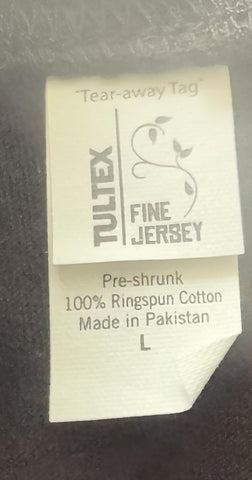 "Tear-away Tag"
TULTEX
FINE
JERSEY
Pre-shrunk
100% Ringspun Cotton
Made in Pakistan
L